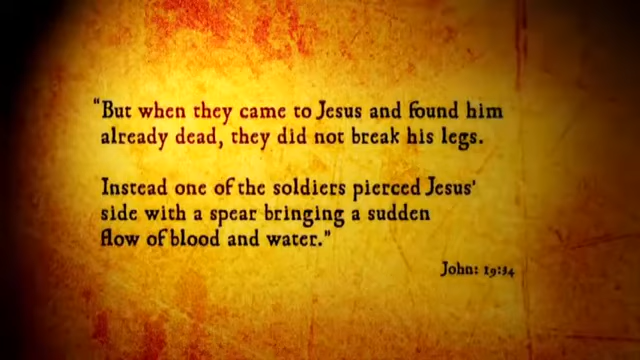 “But when they came to Jesus and found him
already dead, they did not break his legs.
Instead one of the soldiers pierced Jesus’
side with a spear bringing a sudden
flow of blood and water.”
John: 19:34